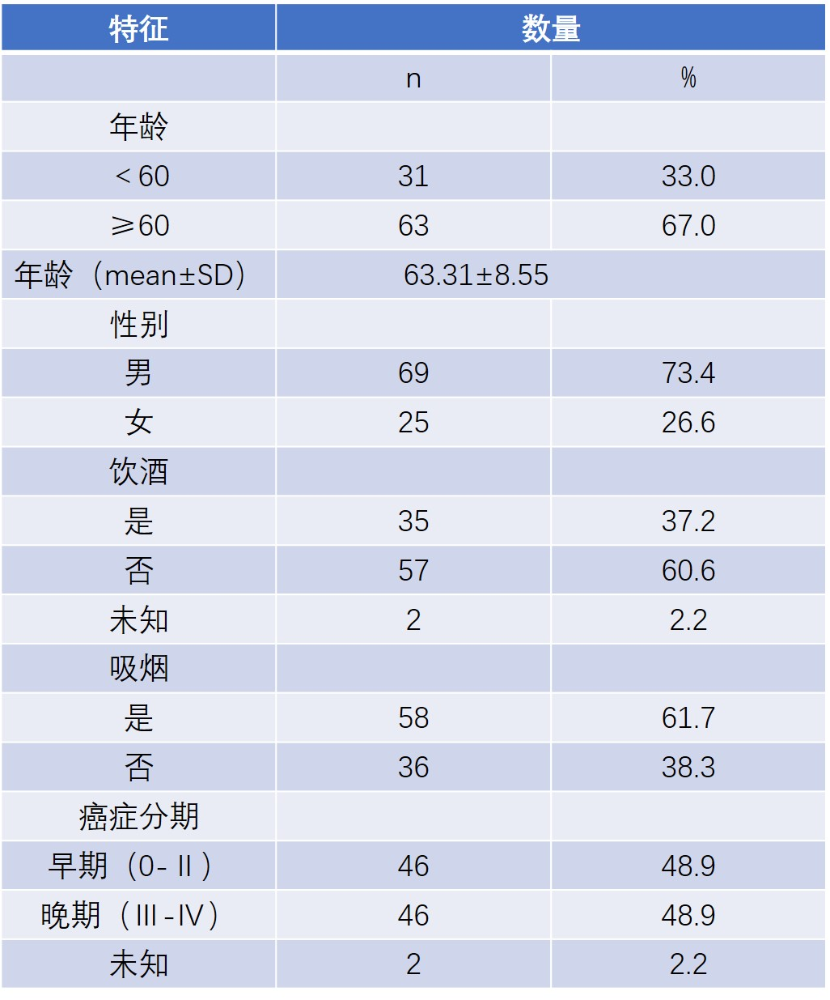 特征 数量
n %
年龄
＜60 31 33.0
≥60 63 67.0
年龄（mean±SD） 63.31±8.55
性别
男 69 73.4
女 25 26.6
饮酒
是 35 37.2
否 57 60.6
未知 2 2.2
吸烟
是 58 61.7
否 36 38.3
癌症分期
早期（0-Ⅱ） 46 48.9
晚期（Ⅲ-Ⅳ） 46 48.9
未知 2 2.2